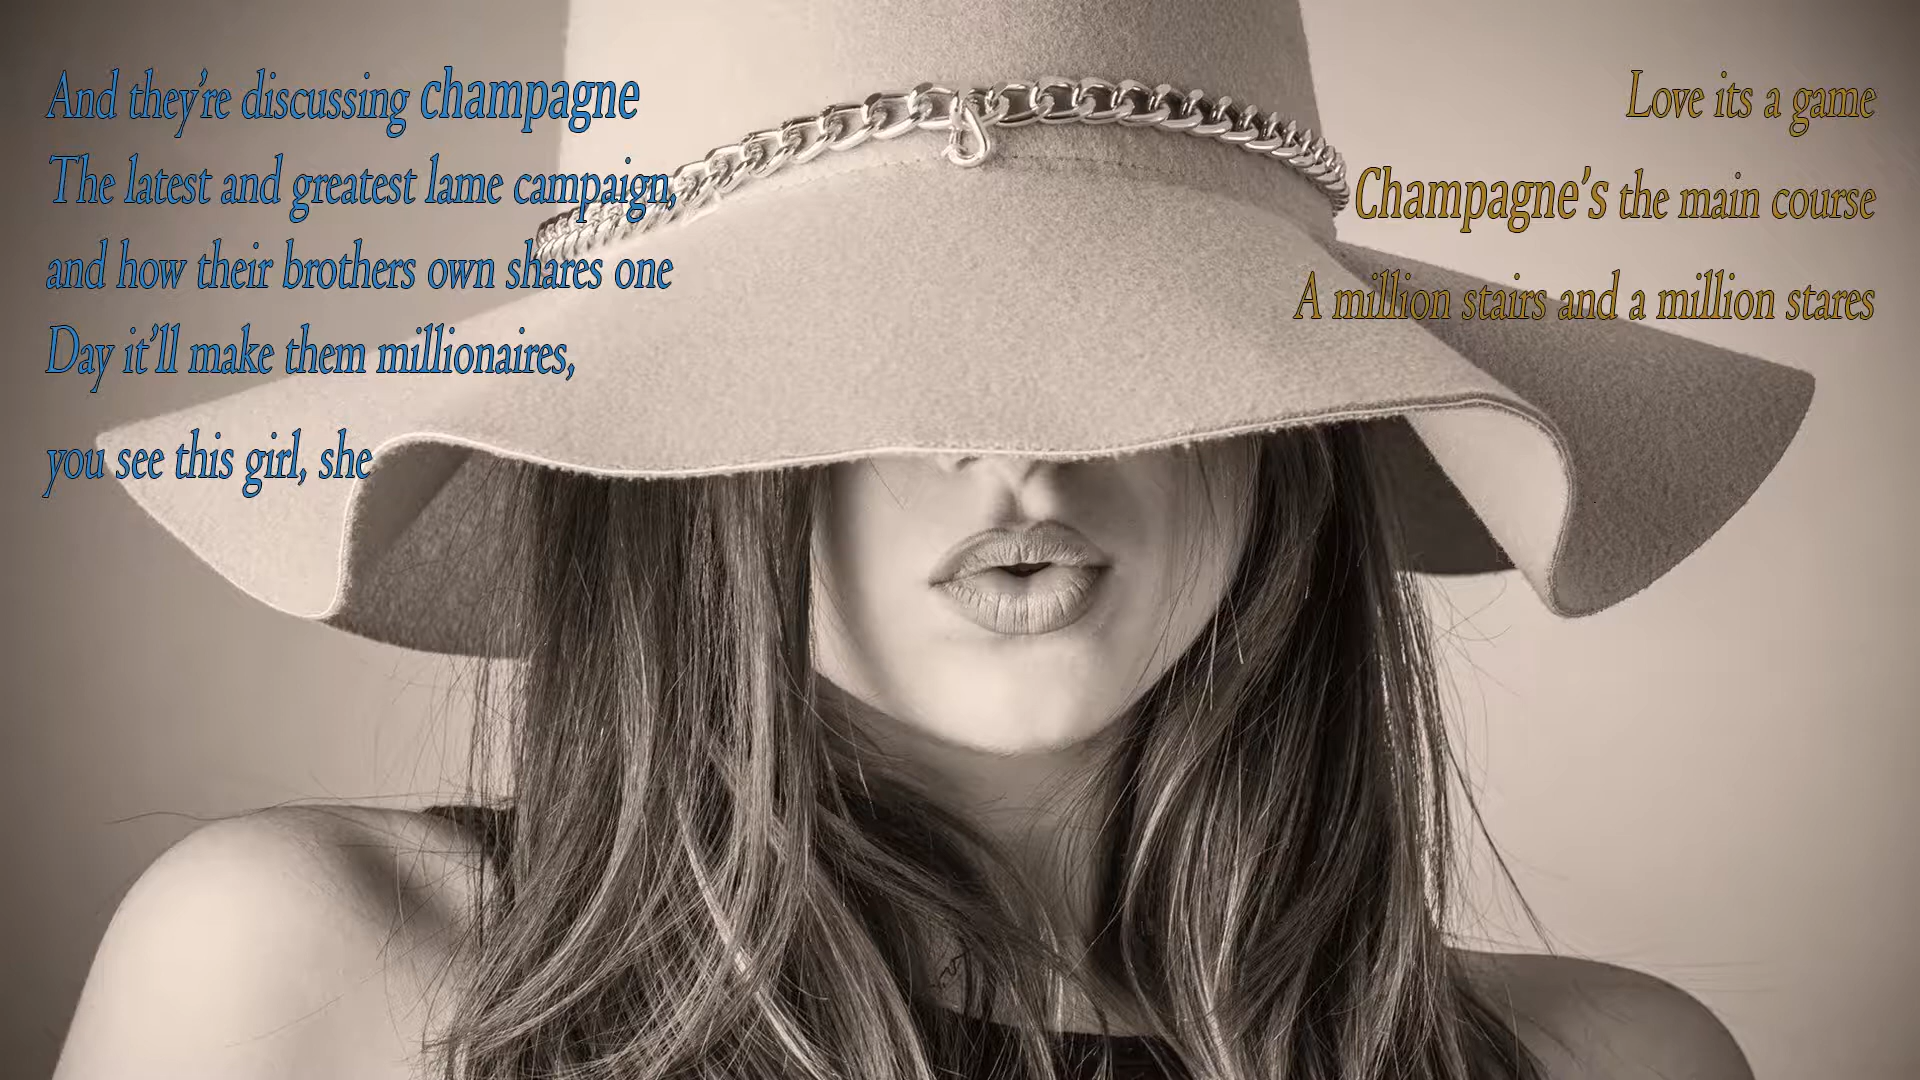 And they’re discussing champagne
The latest and greatest lame campaign,
and how their brothers own shares one
Day it’ll make them millionaires,
you see this girl, she
Love its a game
Champagne’s the main course
A million stairs and a million stares